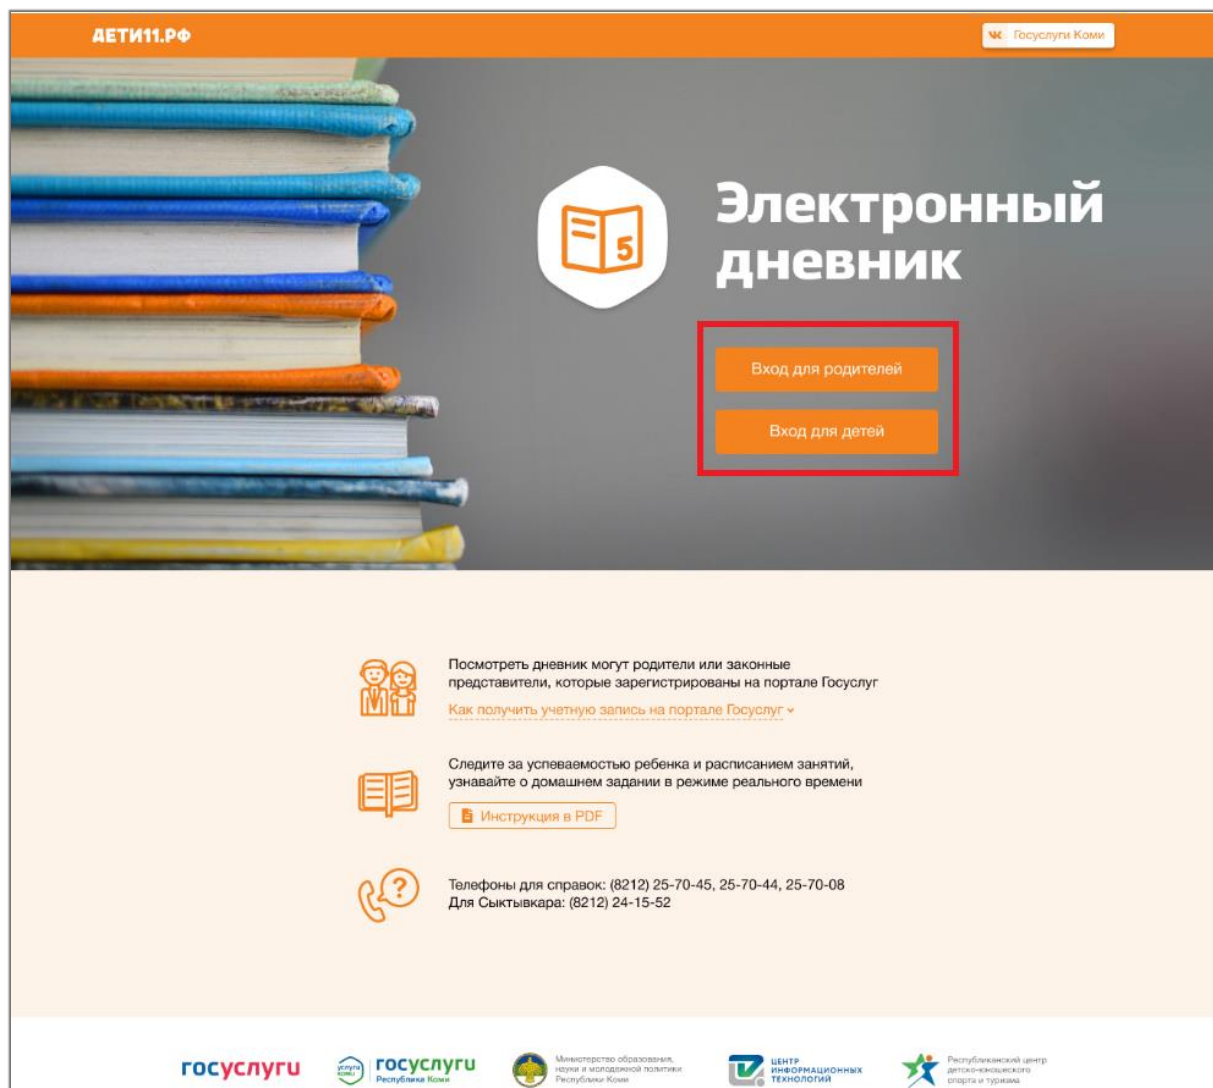 ДЕТИ11.РФ
Госуслуги Коми
Электронный
дневник
5
Вход для родителей
Вход для детей
Посмотреть дневник могут родители или законные
представители, которые зарегистрированы на портале Госуслуг
Как получить учетную запись на портале Госуслуг
Следите за успеваемостью ребенка и расписанием занятий,
узнавайте о домашнем задании в режиме реального времени
Инструкция в PDF
?
Телефоны для справок: (8212) 25-70-45, 25-70-44, 25-70-08
Для Сыктывкара: (8212) 24-15-52
госуслуги
услуги
коми
госуслуги
Республика Коми
Министерство образования,
науки и молодежной политики
Республики Коми
ЦЕНТР
ИНФОРМАЦИОННЫХ
ТЕХНОЛОГИЙ
Республиканский центр
детско-юношеского
спорта и туризма